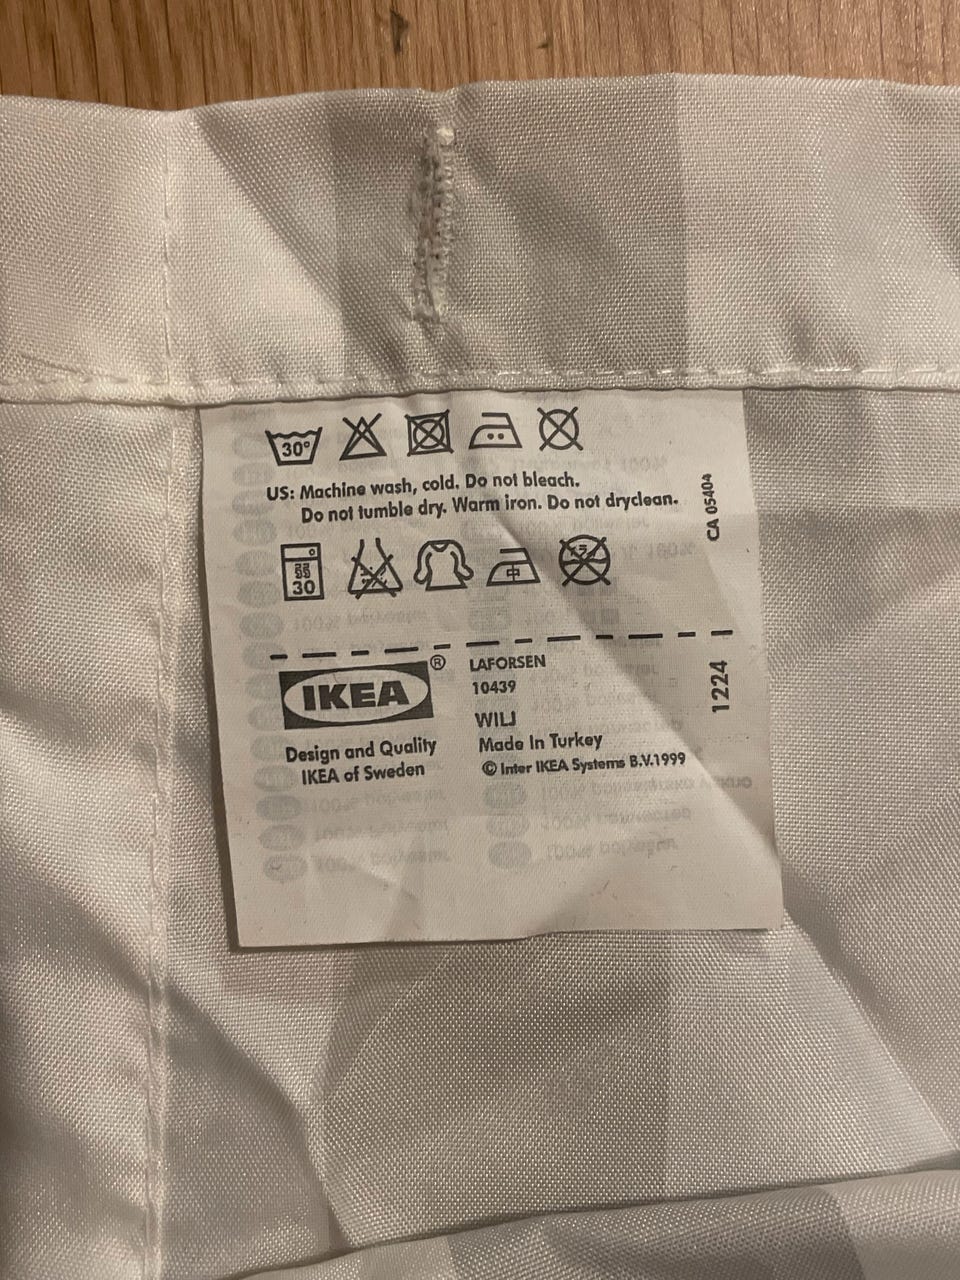 30°
US: Machine wash, cold. Do not bleach.
Do not tumble dry. Warm iron. Do not dryclean.
CA 05404
弱
30
中
IKEA®
Design and Quality
IKEA of Sweden
LAFORSEN
10439
WILJ
Made In Turkey
© Inter IKEA Systems B.V.1999
1224